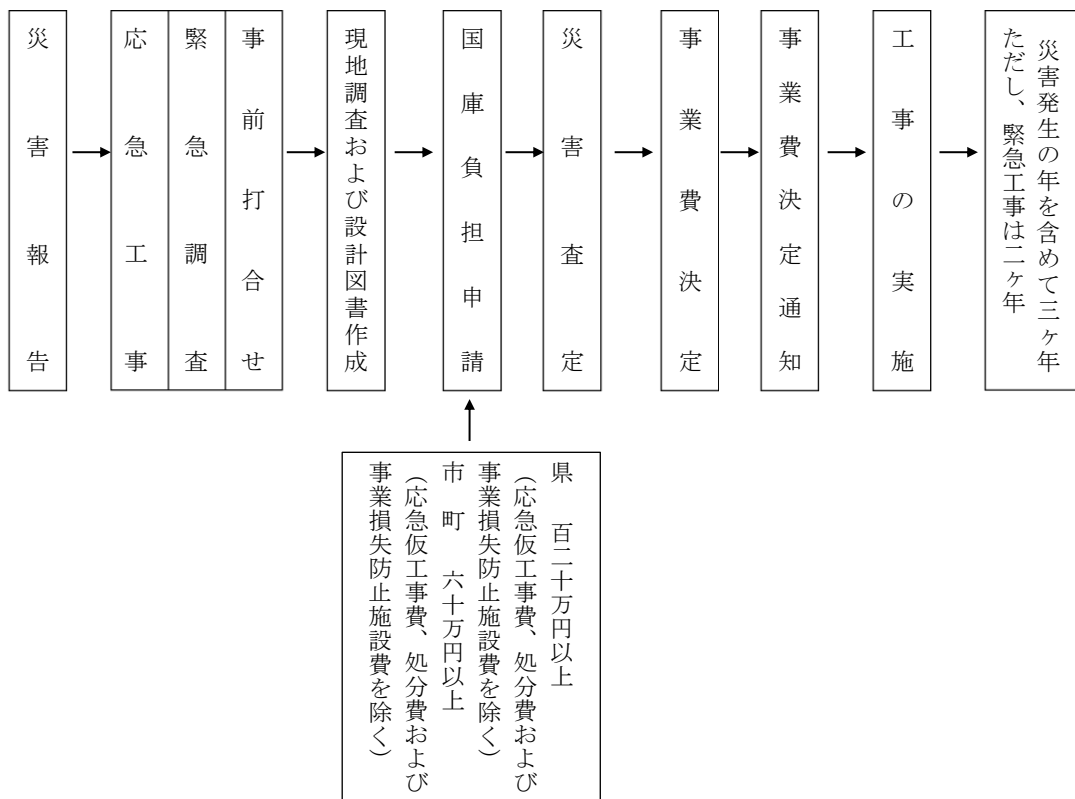 災害報告
応急工事
緊急調査
事前打合せ
現地調査および設計図書作成
国庫負担申請
災害査定
事業費決定
事業費決定通知
工事の実施
災害発生の年を含めて三ヶ年
ただし、緊急工事は二ヶ年
県　百二十万円以上
（応急仮工事費、処分費および
事業損失防止施設費を除く）
市町　六十万円以上
（応急仮工事費、処分費および
事業損失防止施設費を除く）